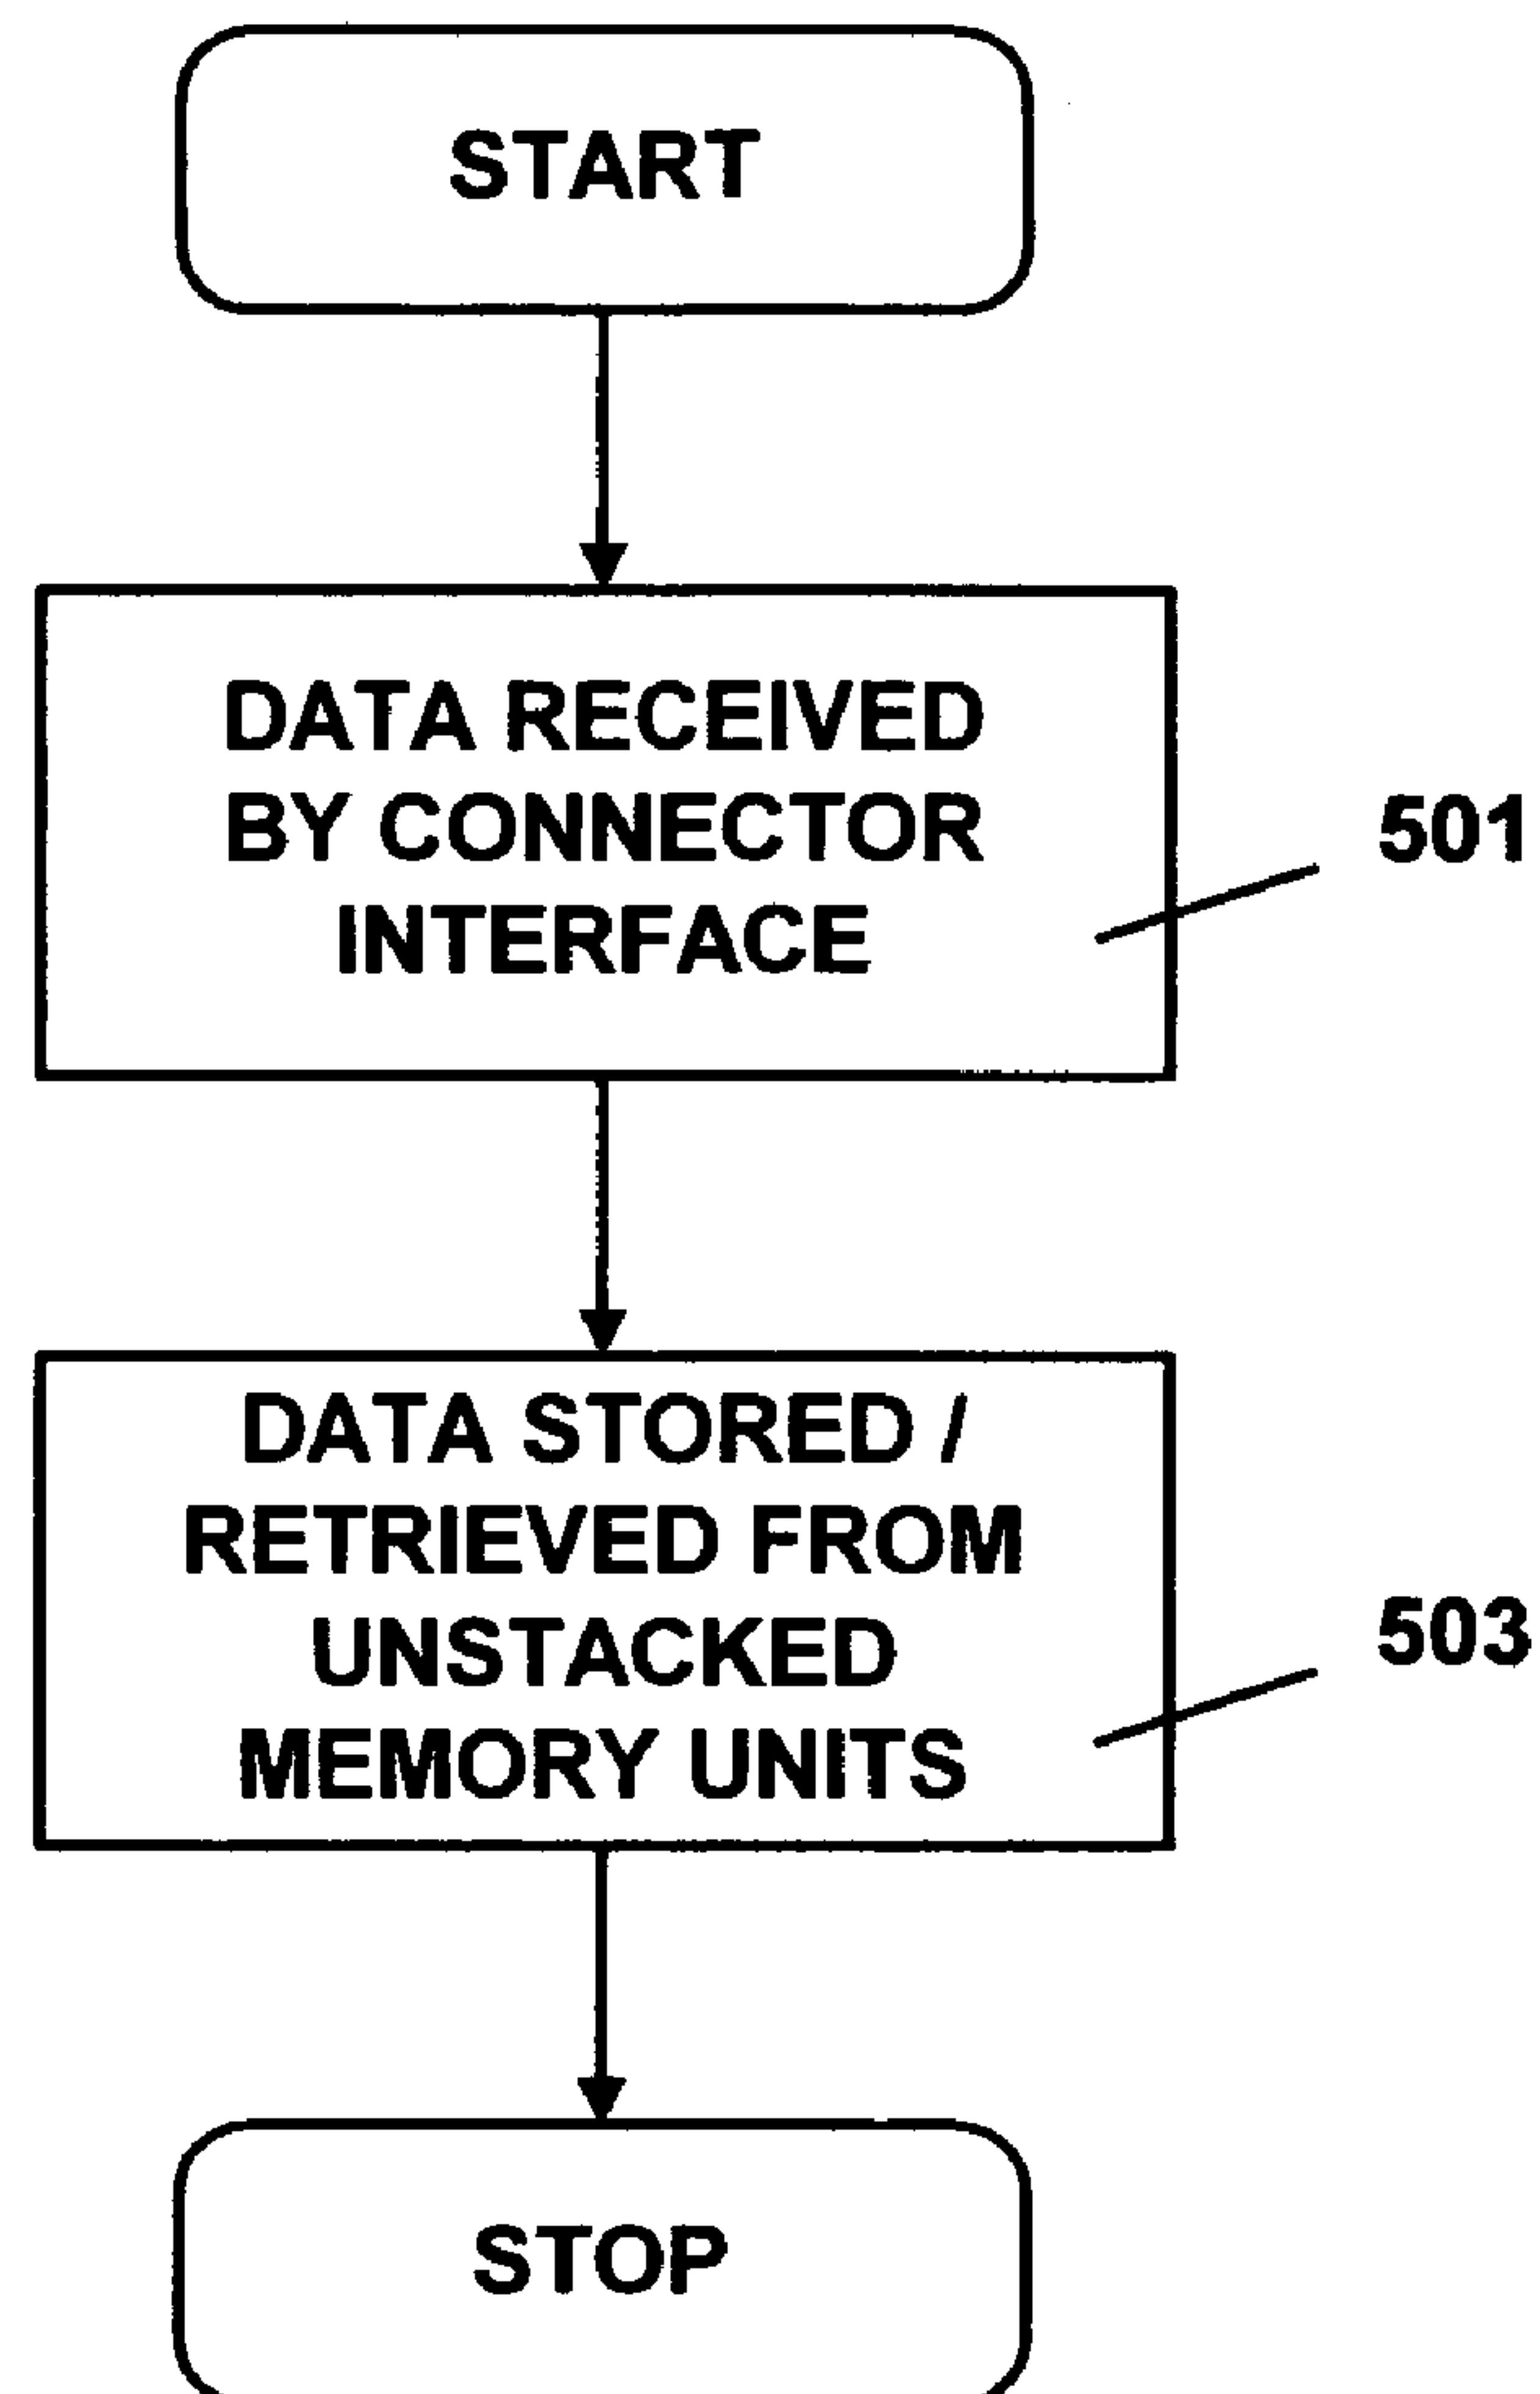 START
DATA RECEIVED
BY CONNECTOR
INTERFACE
501
DATA STORED /
RETRIEVED FROM
UNSTACKED
MEMORY UNITS
503
STOP